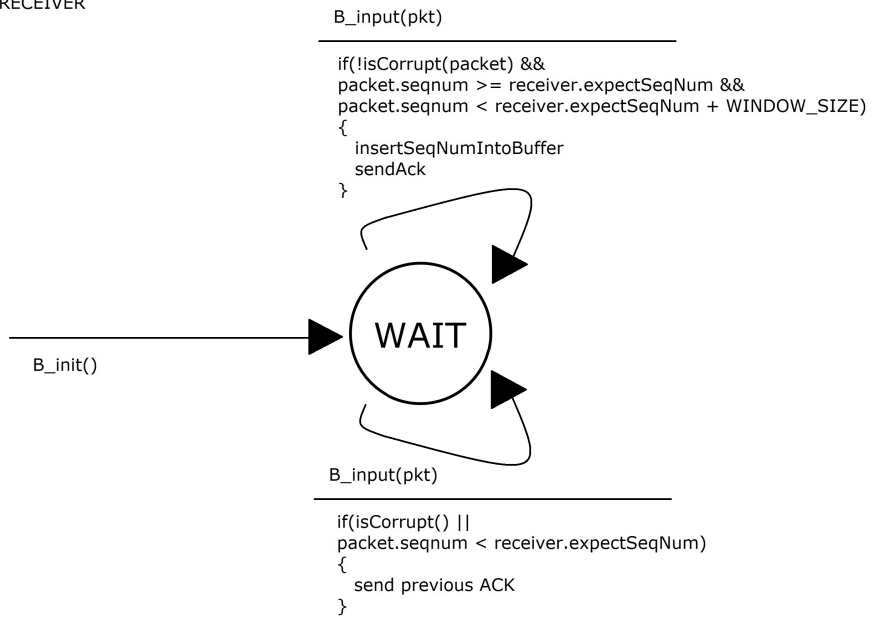 RECEIVER
B_input(pkt)
if(!isCorrupt(packet) &&
packet.seqnum >= receiver.expectSeqNum &&
packet.seqnum < receiver.expectSeqNum + WINDOW_SIZE)
{
insertSeqNumIntoBuffer
sendAck
}
WAIT
B_init()
B_input(pkt)
if(isCorrupt() ||
packet.seqnum < receiver.expectSeqNum)
{
send previous ACK
}